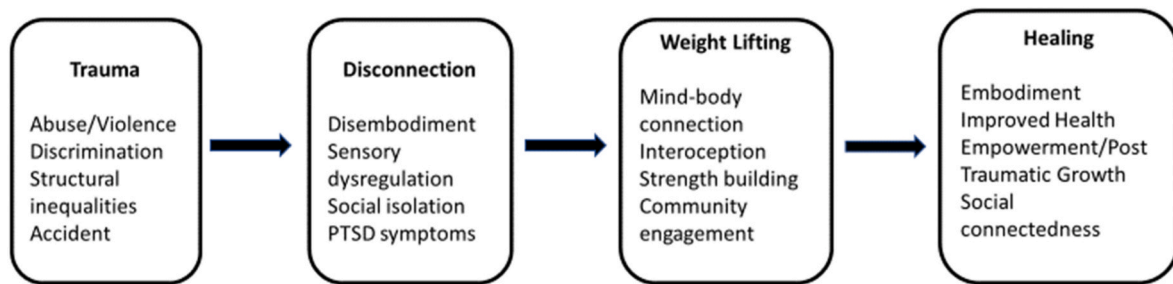 Trauma
Abuse/Violence
Discrimination
Structural
inequalities
Accident
Disconnection
Disembodiment
Sensory
dysregulation
Social isolation
PTSD symptoms
Weight Lifting
Mind-body
connection
Interoception
Strength building
Community
engagement
Healing
Embodiment
Improved Health
Empowerment/Post
Traumatic Growth
Social
connectedness